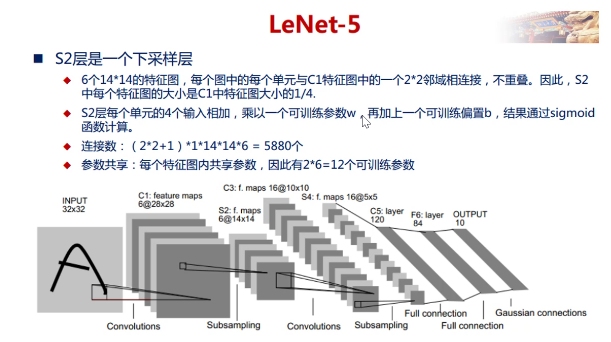 LeNet-5
S2层是一个下采样层
6个14*14的特征图，每个图中的每个单元与C1特征图中的一个2*2邻域相连接，不重叠。因此，S2
中每个特征图的大小是C1中特征图大小的1/4.
S2层每个单元的4个输入相加，乘以一个可训练参数w，再加上一个可训练偏置b，结果通过sigmoid
函数计算。
连接数：（2*2+1）*1*14*14*6 = 5880个
参数共享：每个特征图内共享参数，因此有2*6=12个可训练参数
INPUT
32x32
C1: feature maps
6@28x28
S2: f. maps
6@14x14
C3: f. maps 16@10x10
S4: f. maps 16@5x5
C5: layer
120
F6: layer
84
OUTPUT
10
Convolutions
Subsampling
Convolutions
Subsampling
Full connection
Full connection
Gaussian connections